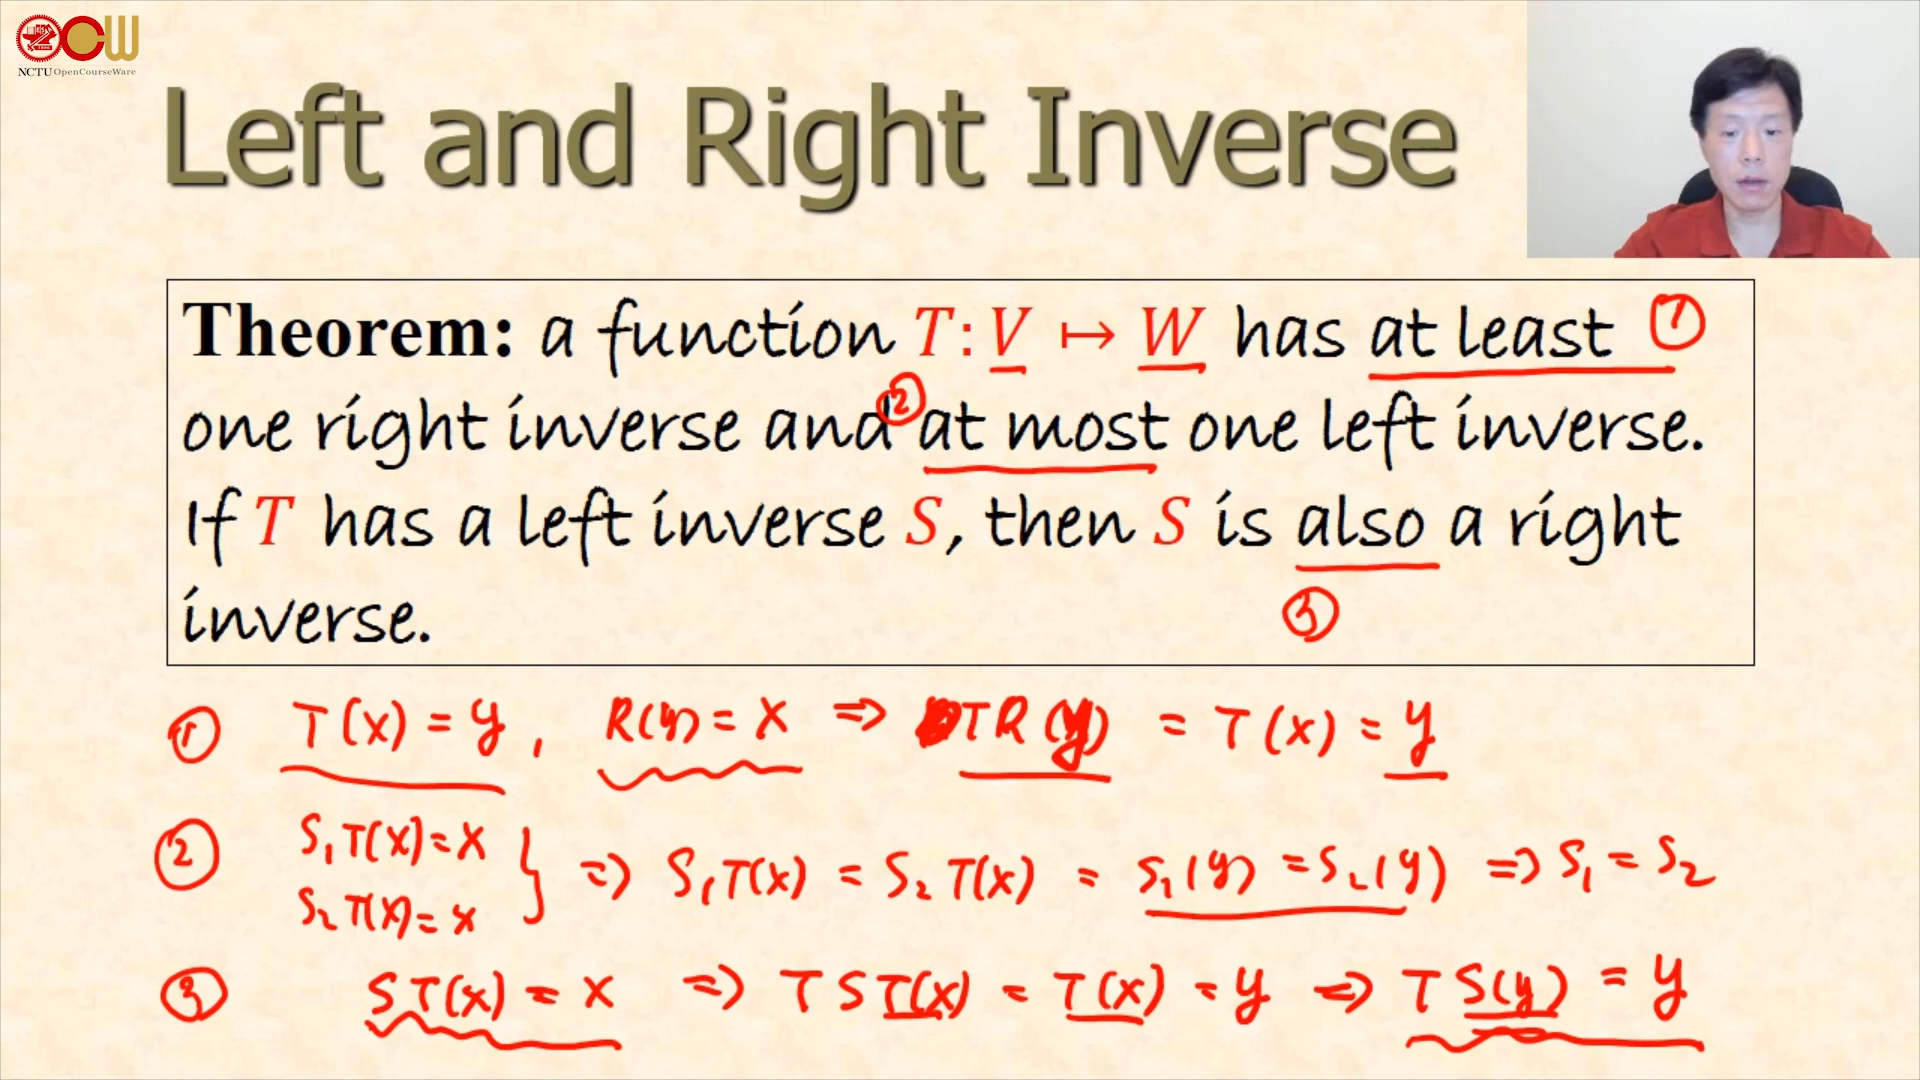 OCW
NCTU OpenCourseWare
Left and Right Inverse
Theorem: a function T: V ↦ W has at least ①
one right inverse and ② at most one left inverse.
If T has a left inverse S, then S is also a right
③
inverse.
① T(x) = y , R(y) = x ⇒ TR(y) = T(x) = y
② S₁T(x) = x
S₂T(x) = x } ⇒ S₁T(x) = S₂T(x) = S₁(y) = S₂(y) ⇒ S₁ = S₂
③ ST(x) = x ⇒ TST(x) = T(x) = y ⇒ TS(y) = y